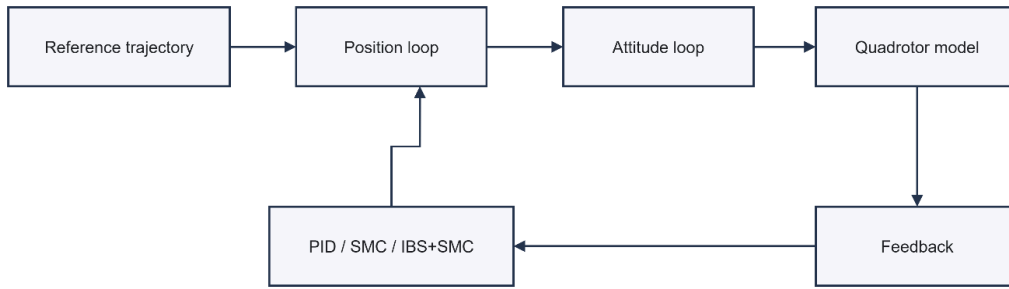 Reference trajectory
Position loop
Attitude loop
Quadrotor model
PID / SMC / IBS+SMC
Feedback